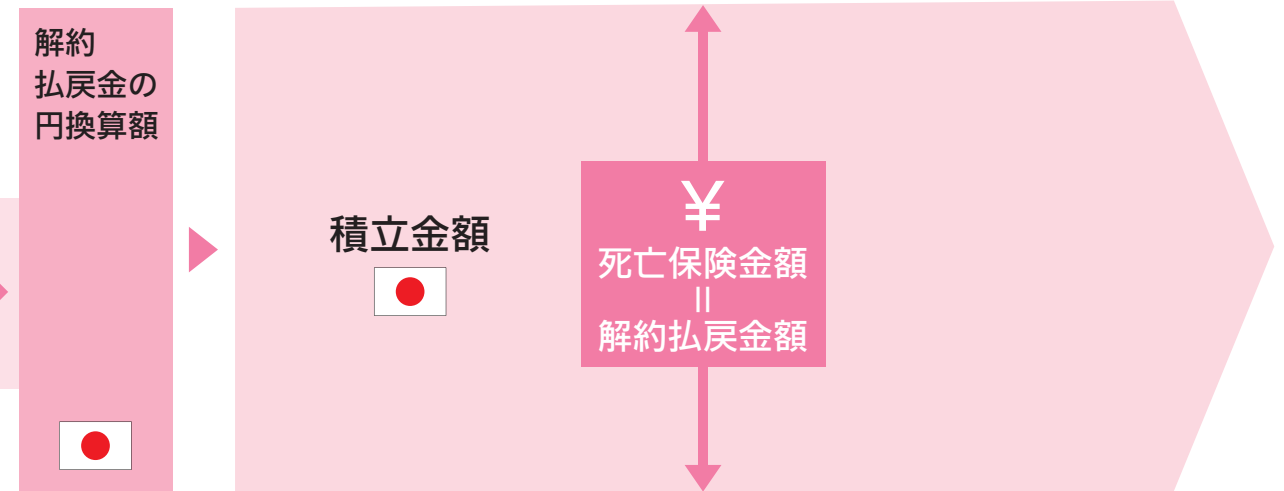 解約
払戻金の
円換算額
積立金額
¥
死亡保険金額
=
解約払戻金額